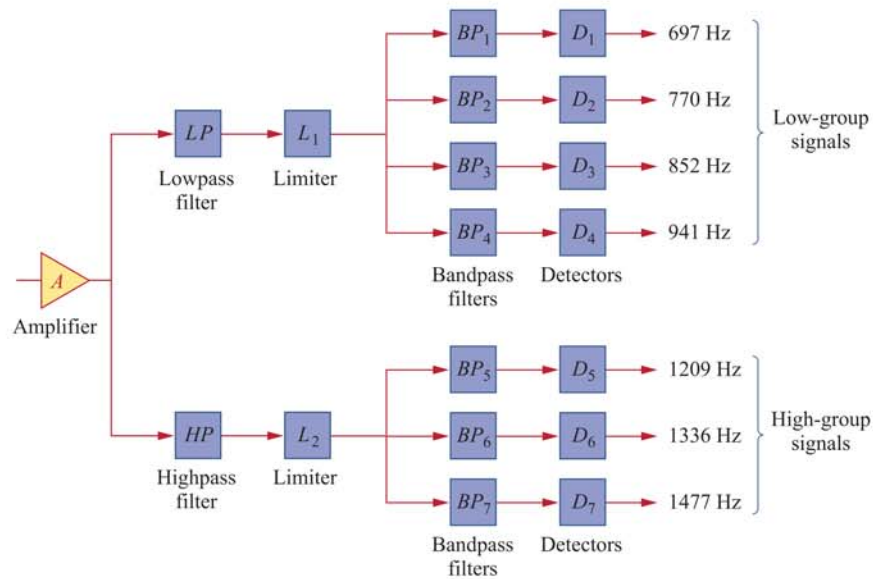 BP₁ D₁ 697 Hz
BP₂ D₂ 770 Hz
Low-group
signals
LP L₁
BP₃ D₃ 852 Hz
Lowpass
filter
Limiter
BP₄ D₄ 941 Hz
Bandpass
filters
Detectors
A
Amplifier
BP₅ D₅ 1209 Hz
High-group
signals
HP L₂
BP₆ D₆ 1336 Hz
Highpass
filter
Limiter
BP₇ D₇ 1477 Hz
Bandpass
filters
Detectors